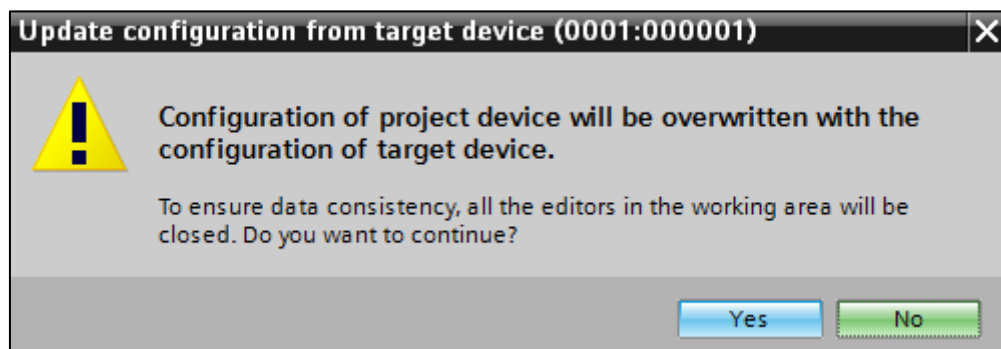 Update configuration from target device (0001:000001)
Configuration of project device will be overwritten with the
configuration of target device.
To ensure data consistency, all the editors in the working area will be
closed. Do you want to continue?
Yes No